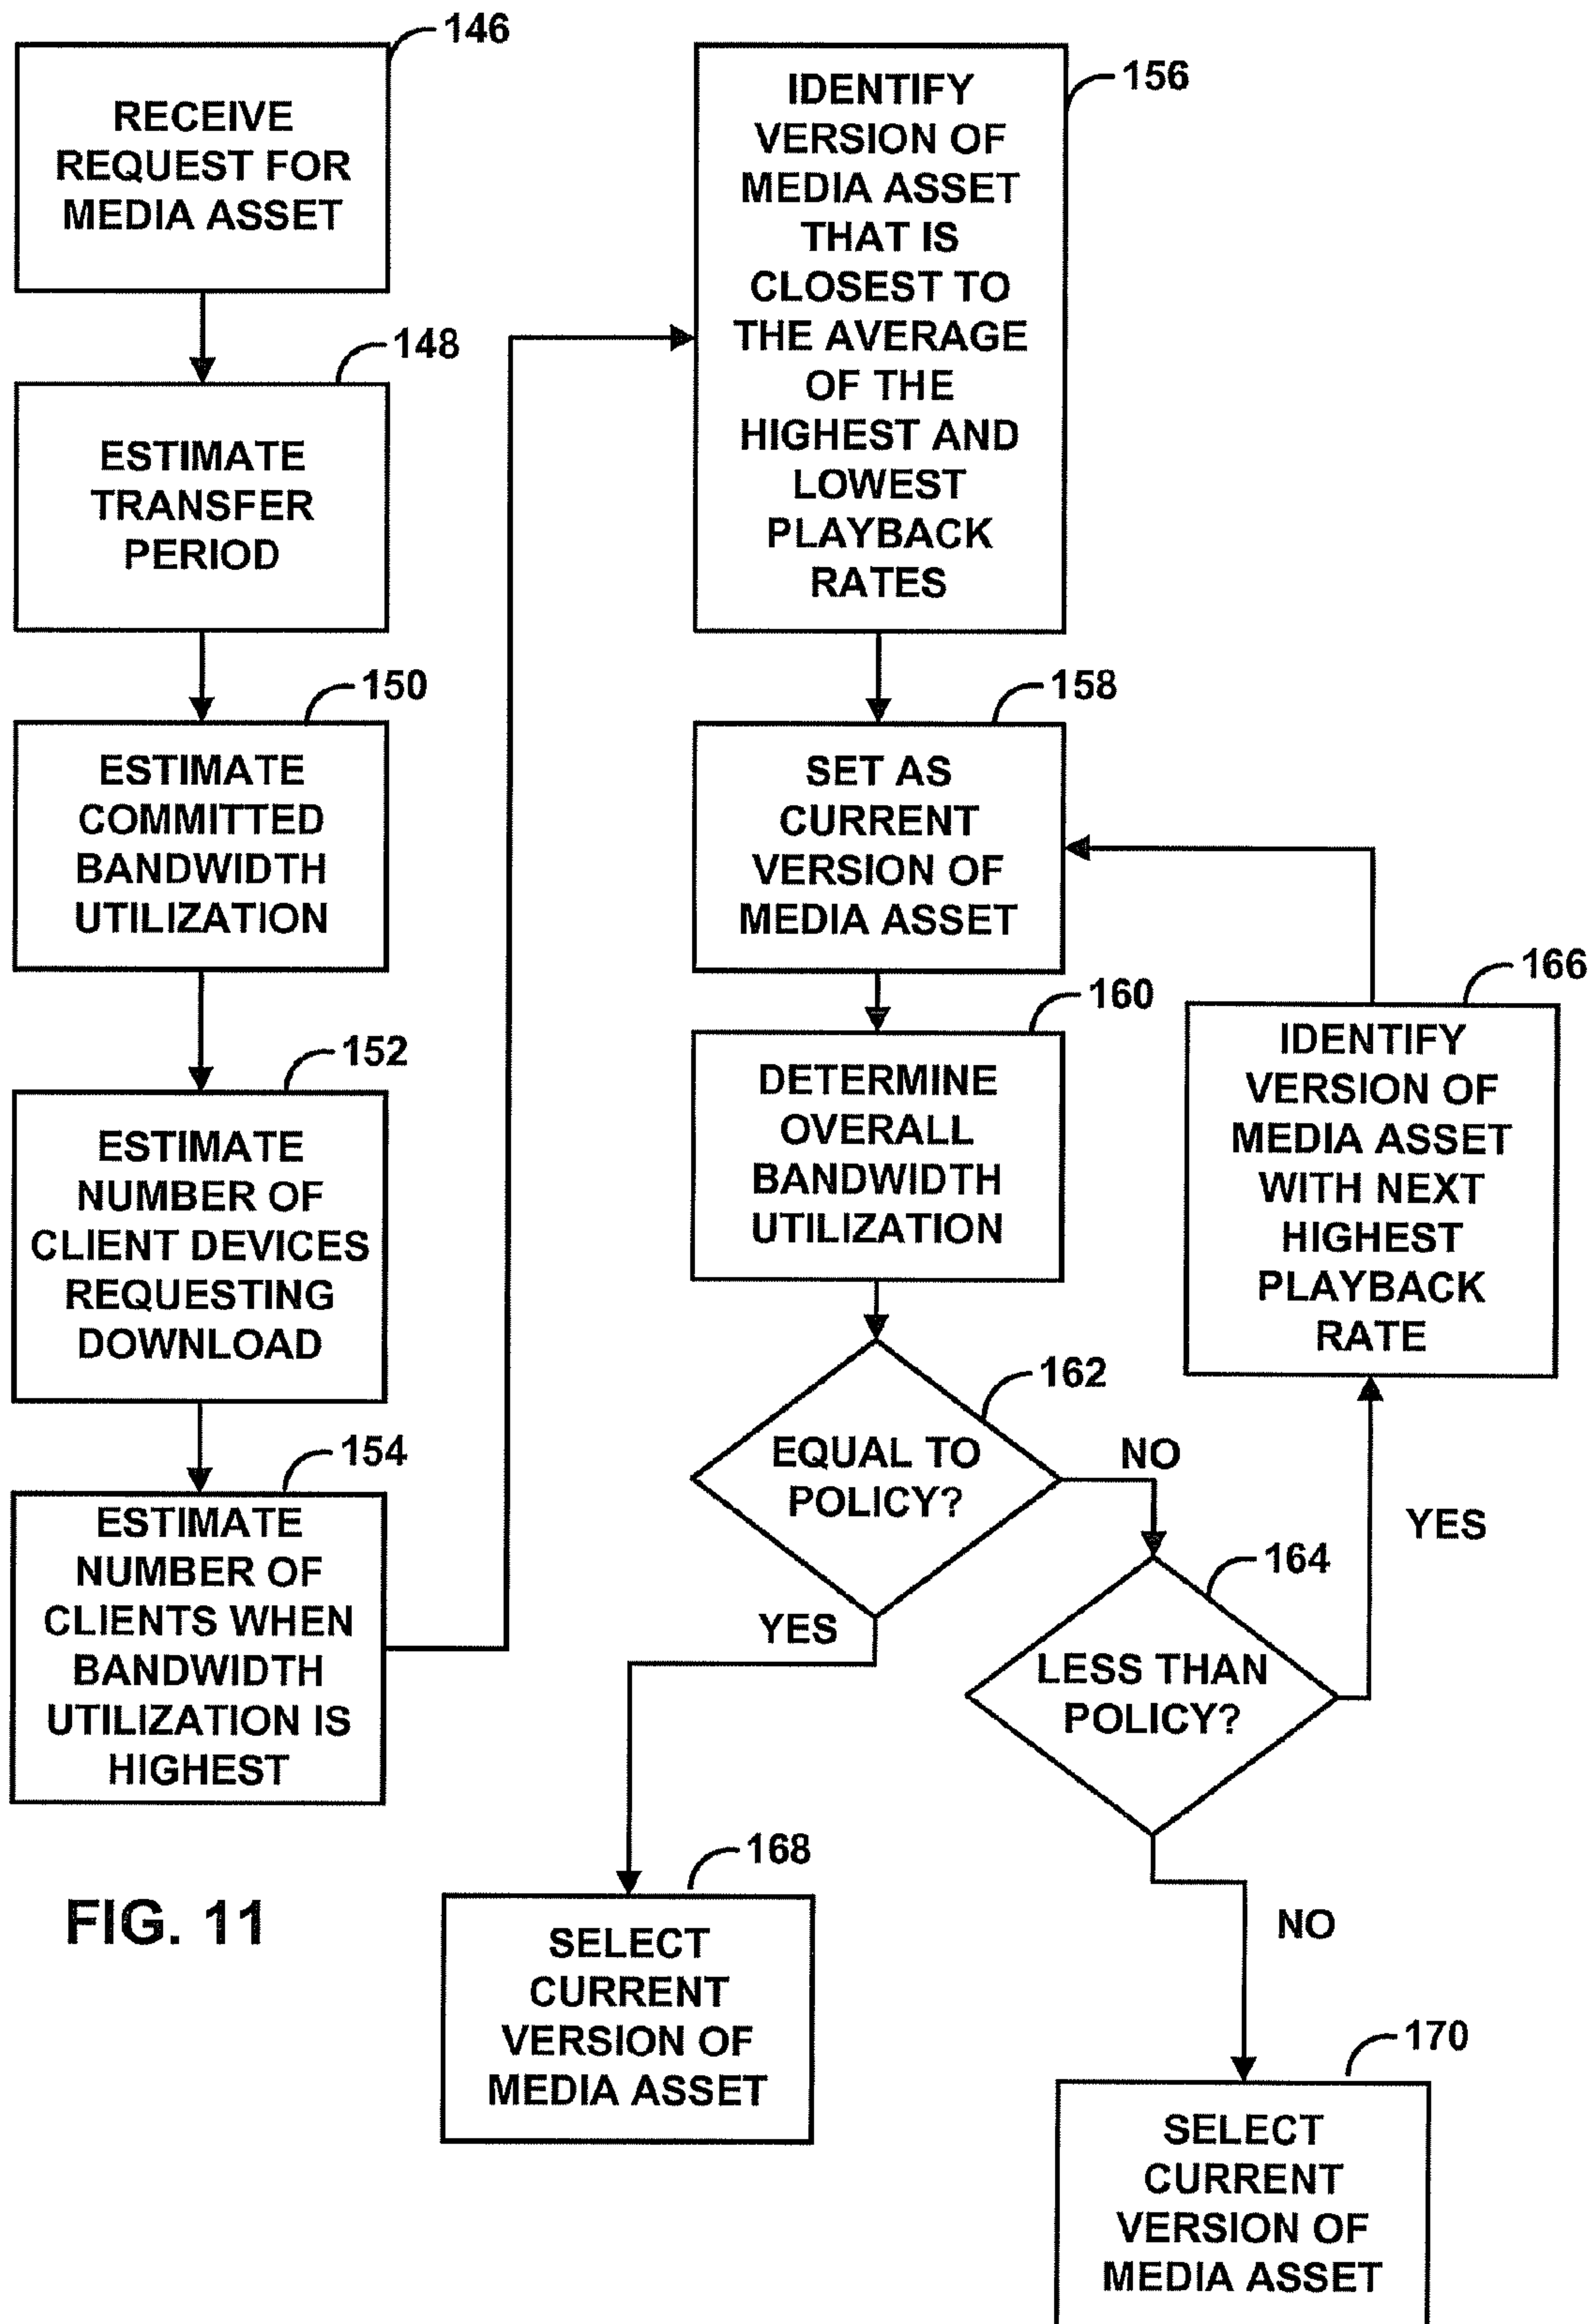 146
RECEIVE
REQUEST FOR
MEDIA ASSET
148
ESTIMATE
TRANSFER
PERIOD
150
ESTIMATE
COMMITTED
BANDWIDTH
UTILIZATION
152
ESTIMATE
NUMBER OF
CLIENT DEVICES
REQUESTING
DOWNLOAD
154
ESTIMATE
NUMBER OF
CLIENTS WHEN
BANDWIDTH
UTILIZATION IS
HIGHEST
156
IDENTIFY
VERSION OF
MEDIA ASSET
THAT IS
CLOSEST TO
THE AVERAGE
OF THE
HIGHEST AND
LOWEST
PLAYBACK
RATES
158
SET AS
CURRENT
VERSION OF
MEDIA ASSET
160
DETERMINE
OVERALL
BANDWIDTH
UTILIZATION
162
EQUAL TO
POLICY?
NO
YES
164
LESS THAN
POLICY?
YES
NO
166
IDENTIFY
VERSION OF
MEDIA ASSET
WITH NEXT
HIGHEST
PLAYBACK
RATE
168
SELECT
CURRENT
VERSION OF
MEDIA ASSET
170
SELECT
CURRENT
VERSION OF
MEDIA ASSET
FIG. 11